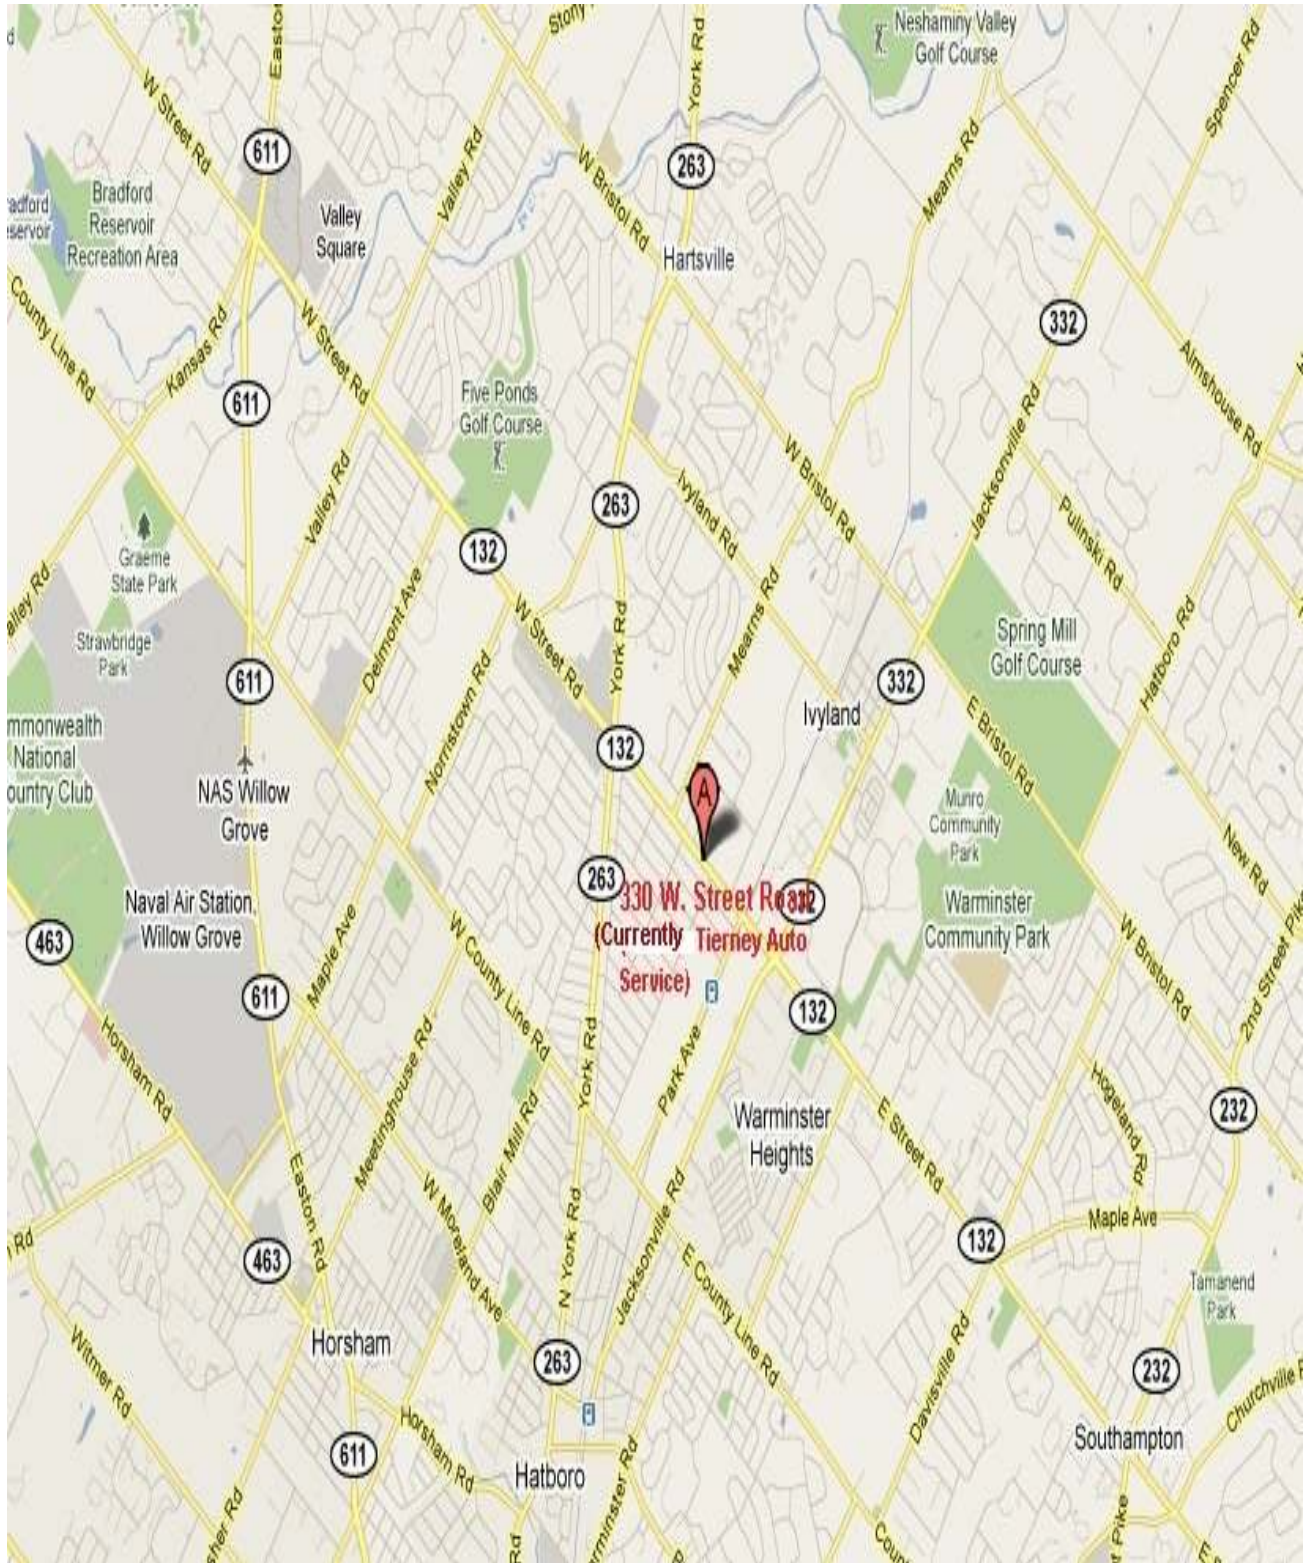 Neshaminy Valley
Golf Course
York Rd
W Street Rd
611
Valley Rd
263
W Bristol Rd
Mearns Rd
Spencer Rd
Bradford
Reservoir
Recreation Area
Valley
Square
Hartsville
County Line Rd
Kansas Rd
W Street Rd
332
Almshouse Rd
611
Five Ponds
Golf Course
Jacksonville Rd
Valley Rd
263
Ivyland Rd
W Bristol Rd
Pulinski Rd
Graeme
State Park
132
Delmont Ave
W Street Rd
York Rd
Mearns Rd
Hatboro Rd
Strawbridge
Park
Spring Mill
Golf Course
611
332
Norristown Rd
Ivyland
E Bristol Rd
mmonwealth
National
ountry Club
132
NAS Willow
Grove
A
Munro
Community
Park
New Rd
263
330 W. Street Road
332
(Currently Tierney Auto
Service)
Naval Air Station,
Willow Grove
Warminster
Community Park
463
Maple Ave
W County Line Rd
W Bristol Rd
2nd Street Pike
611
132
Horsham Rd
Meetinghouse Rd
York Rd
Park Ave
Hogeland Rd
Blair Mill Rd
Warminster
Heights
E Street Rd
232
Easton Rd
W Moreland Ave
N York Rd
Jacksonville Rd
Maple Ave
463
132
E County Line Rd
Tamanend
Park
Witmer Rd
Horsham
263
Davisville Rd
232
Churchville R
611
Horsham Rd
Southampton
Hatboro